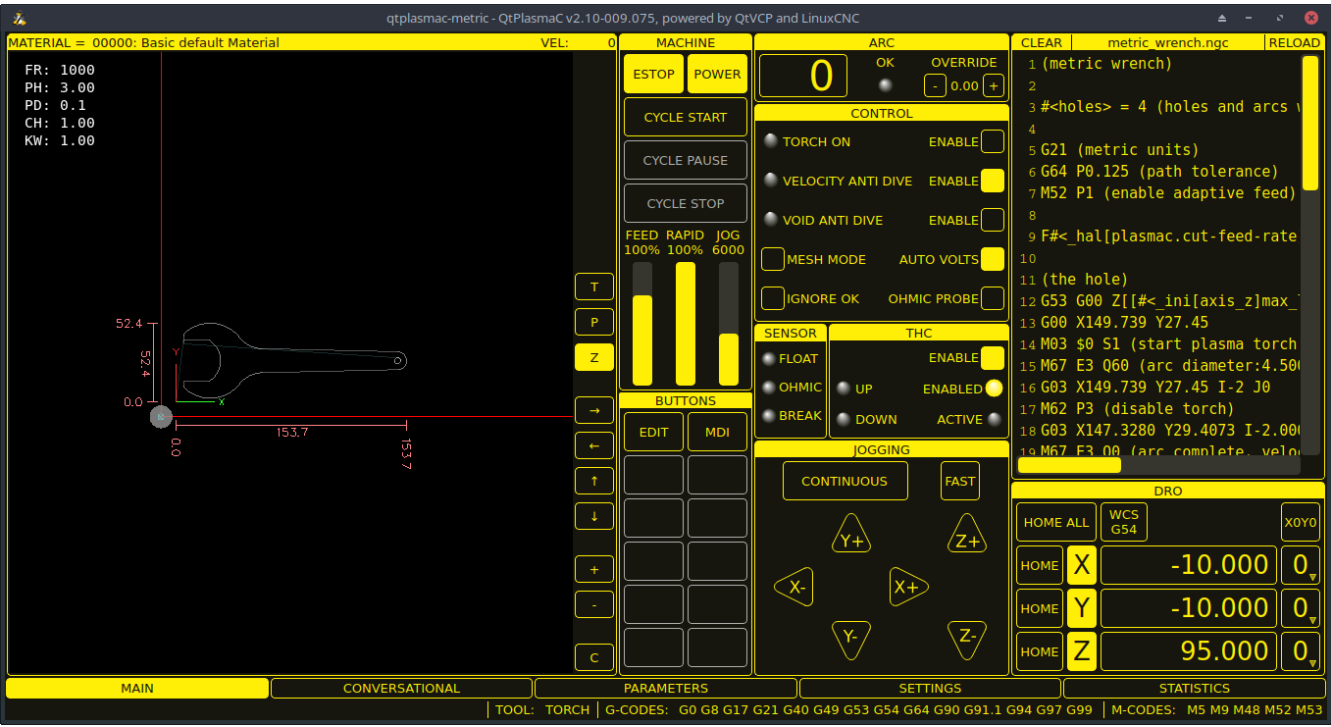 qtplasmac-metric - QtPlasmaC v2.10-009.075, powered by QtVCP and LinuxCNC
MATERIAL = 00000: Basic default Material VEL: 0
FR: 1000
PH: 3.00
PD: 0.1
CH: 1.00
KW: 1.00
52.4
52.4
0.0
Y
X
153.7
0.0
153.7
T
P
Z
→
←
↑
↓
+
-
C
MACHINE
ESTOP POWER
CYCLE START
CYCLE PAUSE
CYCLE STOP
FEED RAPID JOG
100% 100% 6000
BUTTONS
EDIT MDI
ARC
0 OK OVERRIDE
- 0.00 +
CONTROL
TORCH ON ENABLE
VELOCITY ANTI DIVE ENABLE
VOID ANTI DIVE ENABLE
MESH MODE AUTO VOLTS
IGNORE OK OHMIC PROBE
SENSOR
FLOAT
OHMIC
BREAK
THC
ENABLE
UP ENABLED
DOWN ACTIVE
JOGGING
CONTINUOUS FAST
Y+ Z+
X- X+
Y- Z-
CLEAR metric_wrench.ngc RELOAD
1 (metric wrench)
2
3 #<holes> = 4 (holes and arcs
4
5 G21 (metric units)
6 G64 P0.125 (path tolerance)
7 M52 P1 (enable adaptive feed)
8
9 F#<_hal[plasmac.cut-feed-rate
10
11 (the hole)
12 G53 G00 Z[[#<_ini[axis_z]max_
13 G00 X149.739 Y27.45
14 M03 $0 S1 (start plasma torch
15 M67 E3 Q60 (arc diameter:4.500
16 G03 X149.739 Y27.45 I-2 J0
17 M62 P3 (disable torch)
18 G03 X147.3280 Y29.4073 I-2.000
19 M67 E3 Q0 (arc complete, velo
DRO
HOME ALL WCS G54 X0Y0
HOME X -10.000 0
HOME Y -10.000 0
HOME Z 95.000 0
MAIN CONVERSATIONAL PARAMETERS SETTINGS STATISTICS
TOOL: TORCH G-CODES: G0 G8 G17 G21 G40 G49 G53 G54 G64 G90 G91.1 G94 G97 G99 M-CODES: M5 M9 M48 M52 M53